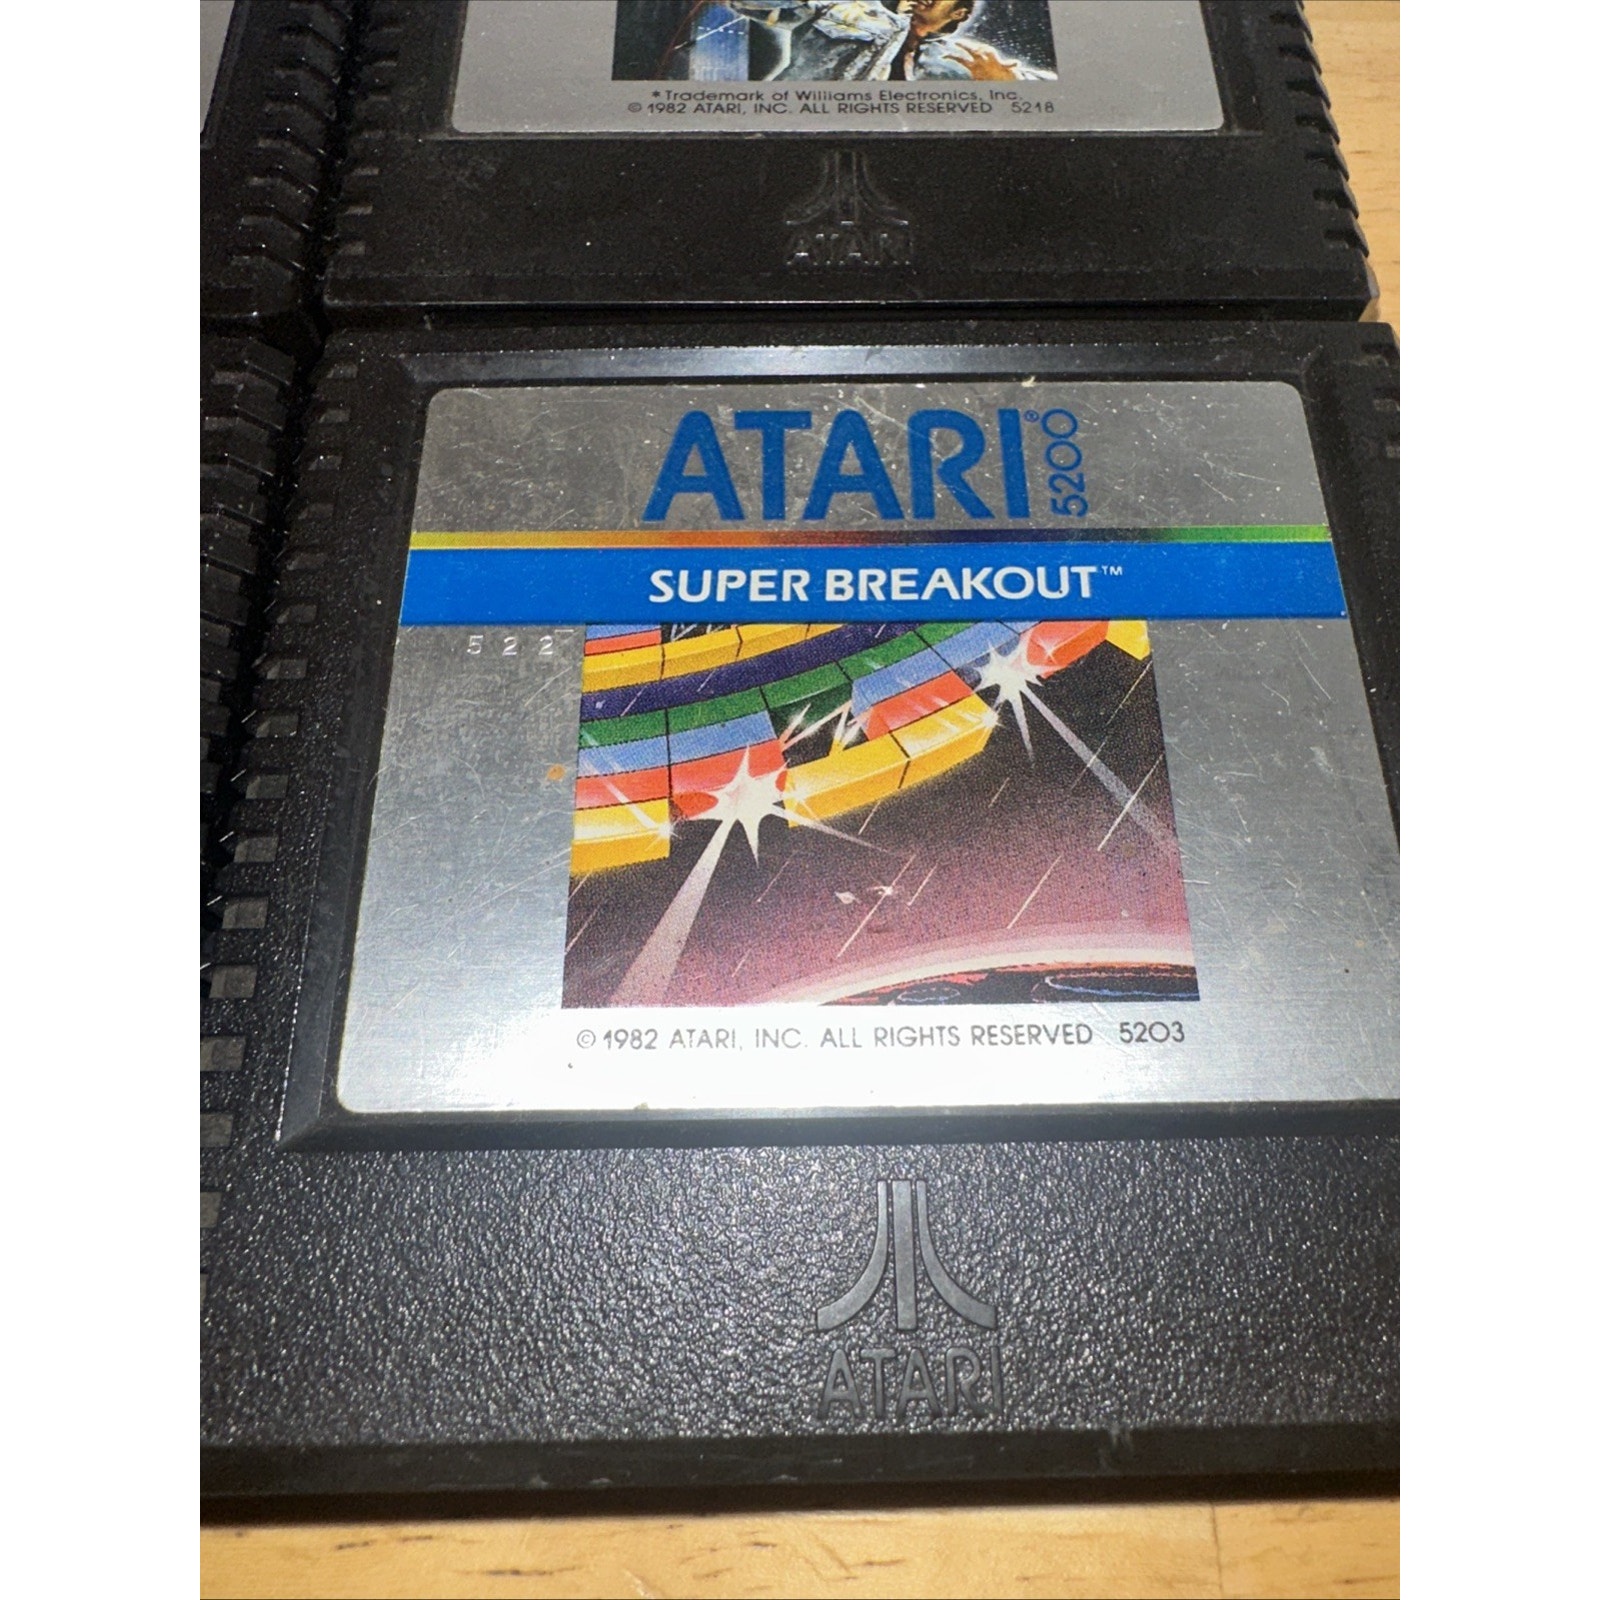 *Trademark of Williams Electronics, Inc.
© 1982 ATARI, INC. ALL RIGHTS RESERVED 5218
ATARI
ATARI® 5200
SUPER BREAKOUT™
5 2 2
© 1982 ATARI, INC. ALL RIGHTS RESERVED 5203
ATARI